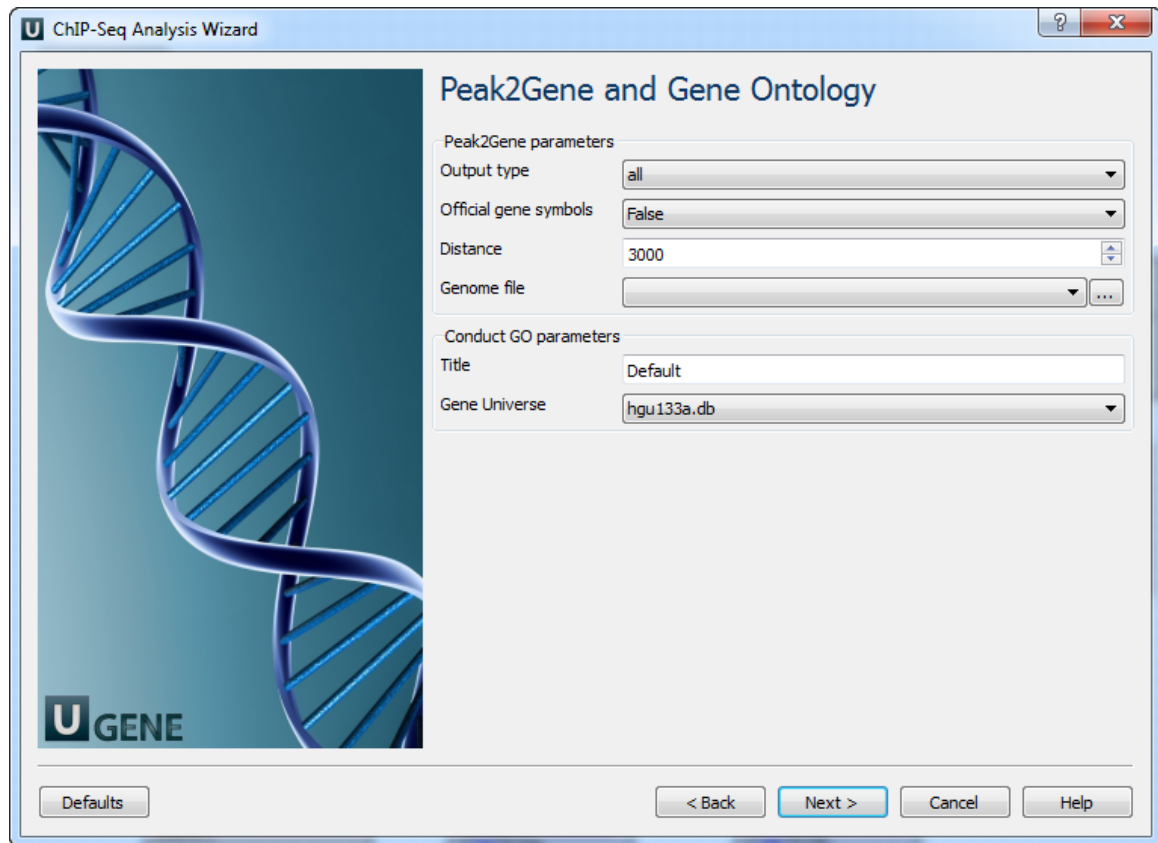 U ChIP-Seq Analysis Wizard
?
Peak2Gene and Gene Ontology
Peak2Gene parameters
Output type all
Official gene symbols False
Distance 3000
Genome file ...
Conduct GO parameters
Title Default
Gene Universe hgu133a.db
U GENE
Defaults < Back Next > Cancel Help